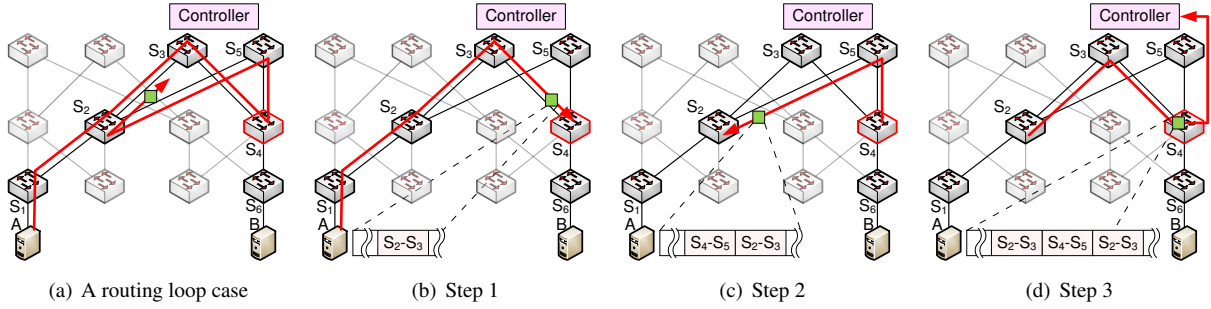 Controller
S3
S5
S2
S4
S1
S6
A
B
(a) A routing loop case
Controller
S3
S5
S2
S4
S1
S6
A
B
S2-S3
(b) Step 1
Controller
S3
S5
S2
S4
S1
S6
A
B
S4-S5 S2-S3
(c) Step 2
Controller
S3
S5
S2
S4
S1
S6
A
B
S2-S3 S4-S5 S2-S3
(d) Step 3